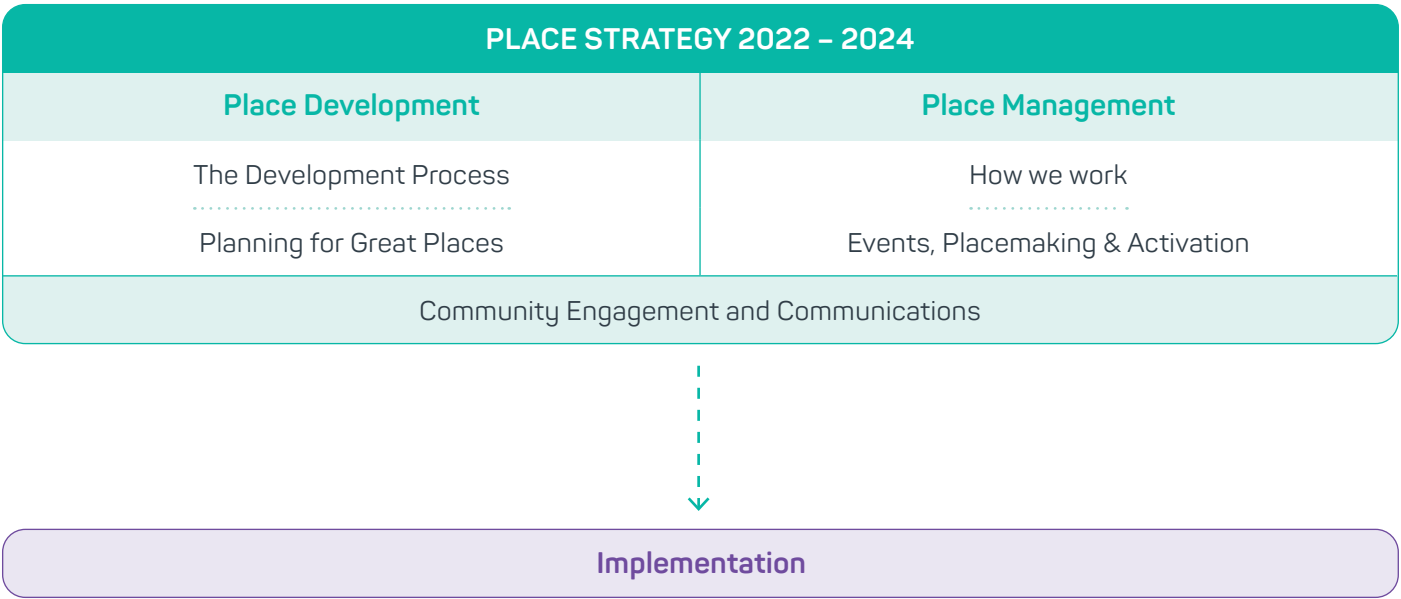 PLACE STRATEGY 2022 – 2024
Place Development
Place Management
The Development Process
How we work
Planning for Great Places
Events, Placemaking & Activation
Community Engagement and Communications
Implementation